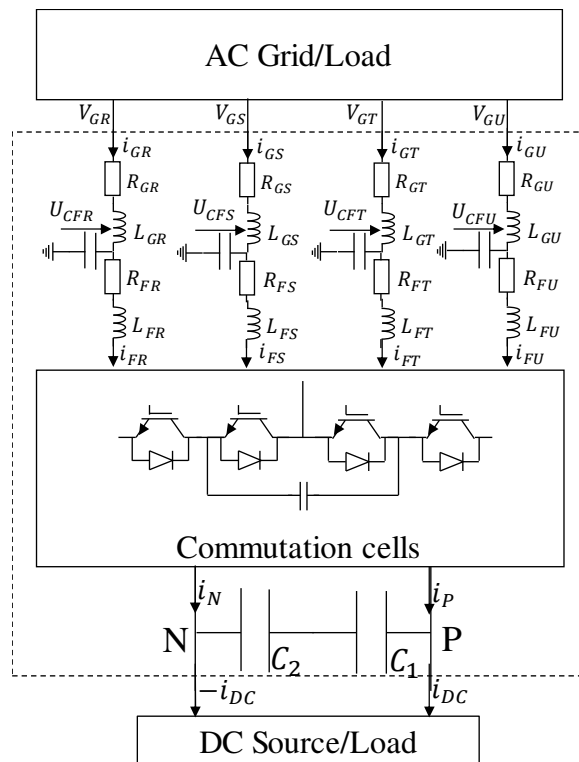 AC Grid/Load
V_GR V_GS V_GT V_GU
i_GR i_GS i_GT i_GU
R_GR R_GS R_GT R_GU
U_CFR U_CFS U_CFT U_CFU
L_GR L_GS L_GT L_GU
R_FR R_FS R_FT R_FU
L_FR L_FS L_FT L_FU
i_FR i_FS i_FT i_FU
Commutation cells
i_N i_P
N C_2 C_1 P
-i_DC i_DC
DC Source/Load